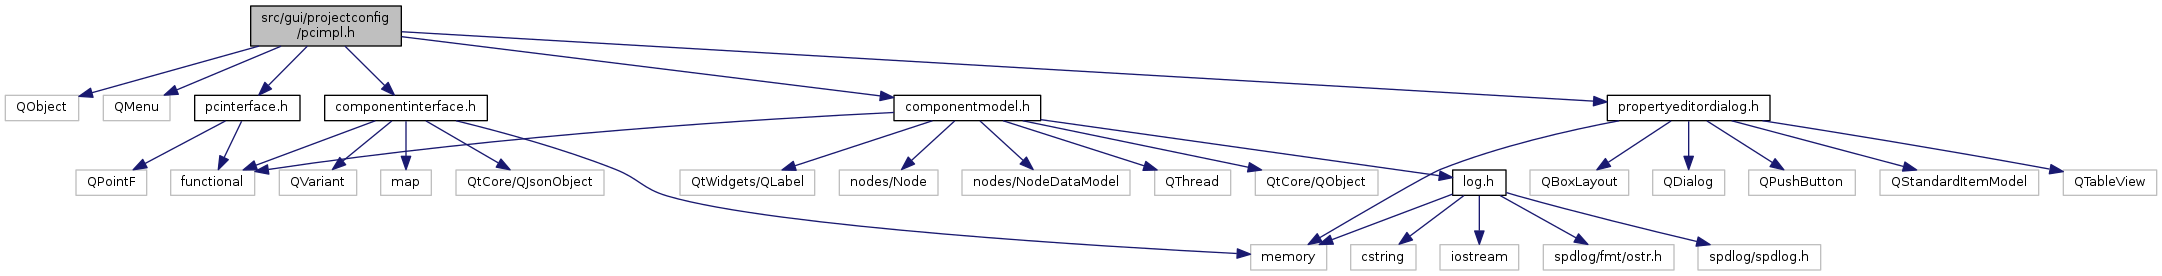 src/gui/projectconfig
/pcimpl.h
QObject
QMenu
pcinterface.h
componentinterface.h
componentmodel.h
propertyeditordialog.h
QPointF
functional
QVariant
map
QtCore/QJsonObject
QtWidgets/QLabel
nodes/Node
nodes/NodeDataModel
QThread
QtCore/QObject
log.h
QBoxLayout
QDialog
QPushButton
QStandardItemModel
QTableView
memory
cstring
iostream
spdlog/fmt/ostr.h
spdlog/spdlog.h